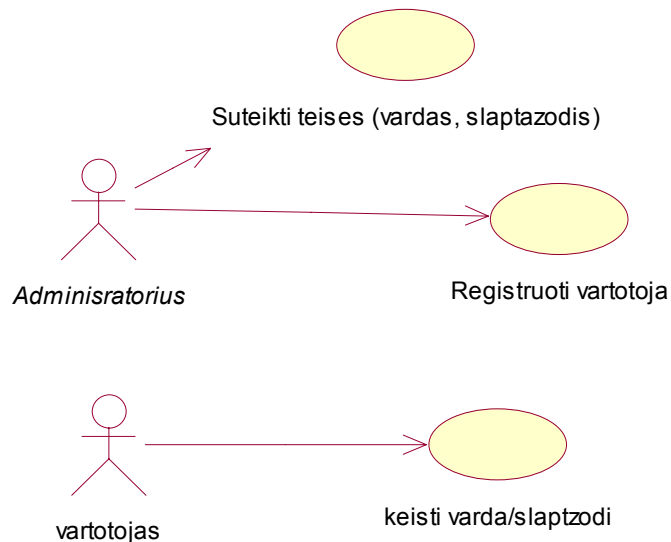 Suteikti teises (vardas, slaptazodis)
Adminisratorius
Registruoti vartotoja
vartotojas
keisti varda/slaptzodi